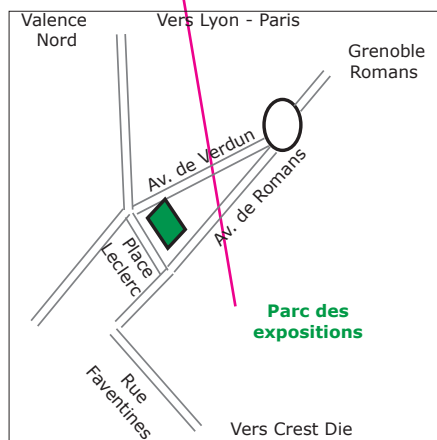 Valence
Nord
Vers Lyon - Paris
Grenoble
Romans
Av. de Verdun
Av. de Romans
Place
Leclerc
Parc des
expositions
Rue
Faventines
Vers Crest Die